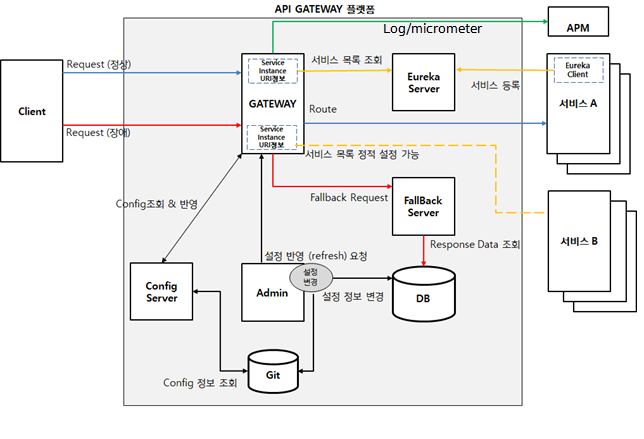 API GATEWAY 플랫폼
Log/micrometer
APM
Request (정상)
Service
Instance
URI정보
서비스 목록 조회
Eureka
Server
Eureka
Client
서비스 등록
서비스 A
Client
GATEWAY
Route
Request (장애)
Service
Instance
URI정보
서비스 목록 정적 설정 가능
Config조회 & 반영
Fallback Request
FallBack
Server
서비스 B
Response Data 조회
설정 반영 (refresh) 요청
설정
변경
Config
Server
Admin
설정 정보 변경
DB
Git
Config 정보 조회